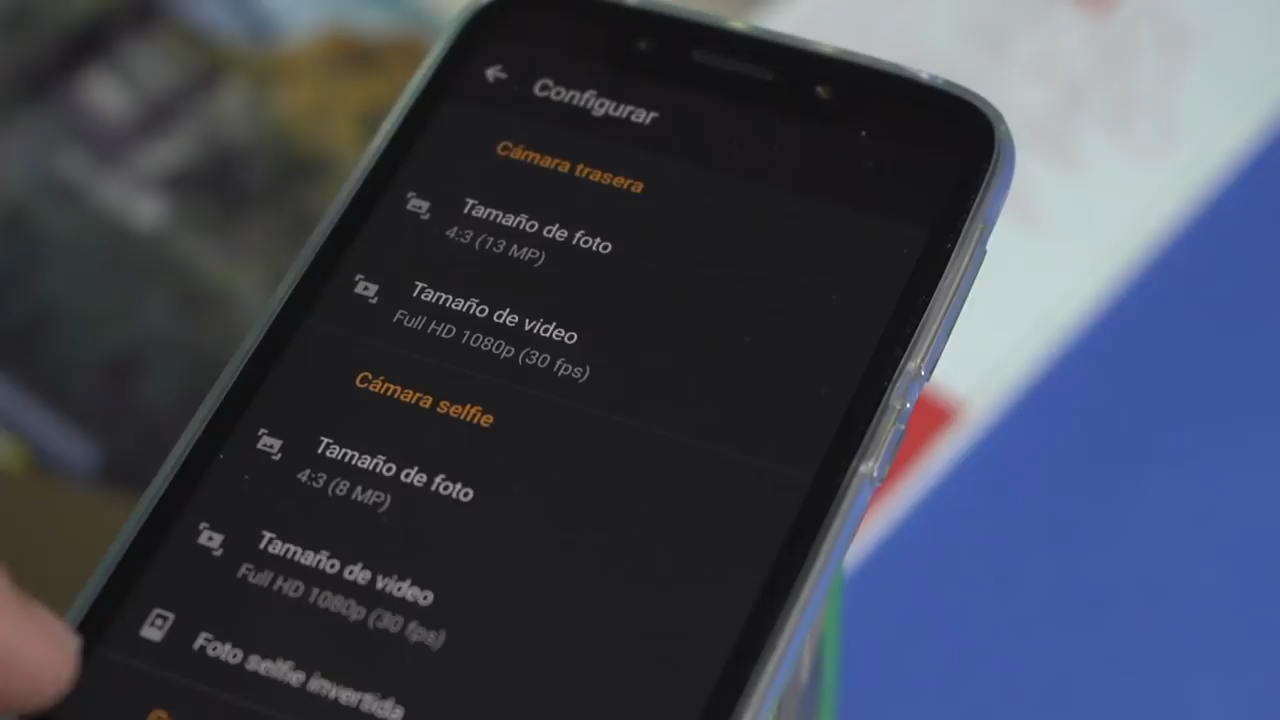 Configurar
Cámara trasera
Tamaño de foto
4:3 (13 MP)
Tamaño de video
Full HD 1080p (30 fps)
Cámara selfie
Tamaño de foto
4:3 (8 MP)
Tamaño de video
Full HD 1080p (30 fps)
Foto selfie invertida